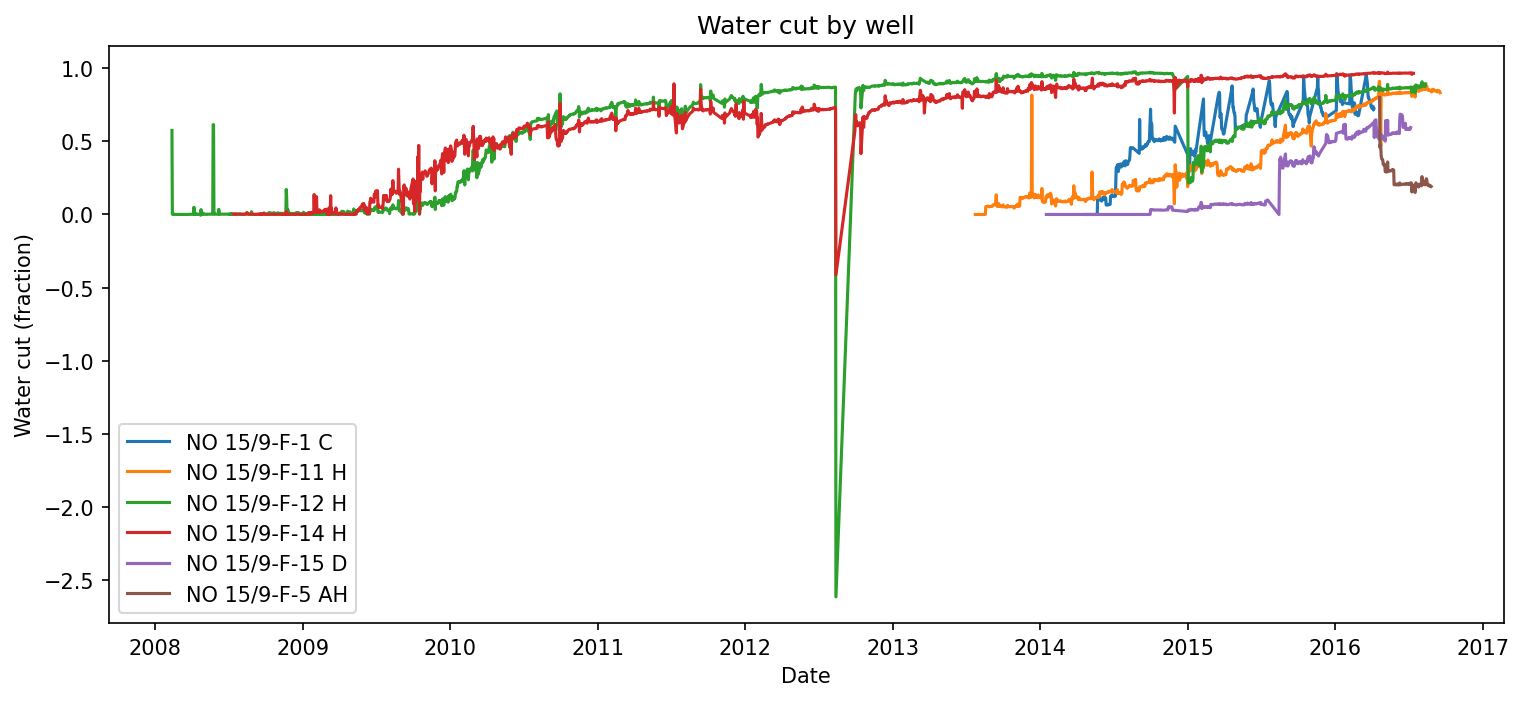 Water cut by well
Water cut (fraction)
1.0
0.5
0.0
−0.5
−1.0
−1.5
−2.0
−2.5
NO 15/9-F-1 C
NO 15/9-F-11 H
NO 15/9-F-12 H
NO 15/9-F-14 H
NO 15/9-F-15 D
NO 15/9-F-5 AH
2008 2009 2010 2011 2012 2013 2014 2015 2016 2017
Date